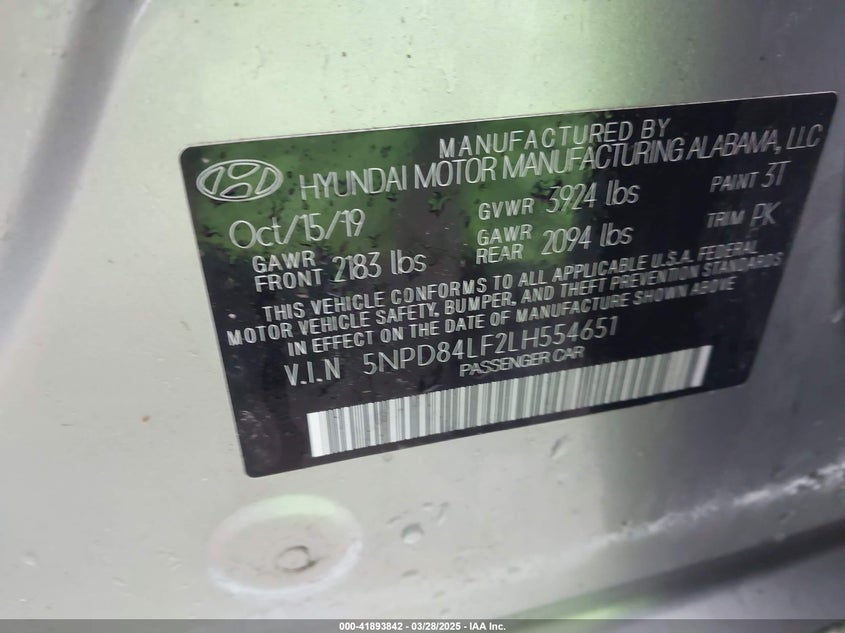 MANUFACTURED BY
HYUNDAI MOTOR MANUFACTURING ALABAMA, LLC
Oct/15/19 GVWR 3924 lbs PAINT 3T
GAWR FRONT 2183 lbs GAWR REAR 2094 lbs TRIM PK
THIS VEHICLE CONFORMS TO ALL APPLICABLE U.S.A. FEDERAL
MOTOR VEHICLE SAFETY, BUMPER, AND THEFT PREVENTION STANDARDS
IN EFFECT ON THE DATE OF MANUFACTURE SHOWN ABOVE
V.I.N 5NPD84LF2LH554651
PASSENGER CAR
000-41893842 / 03/28/2025 - IAA Inc.